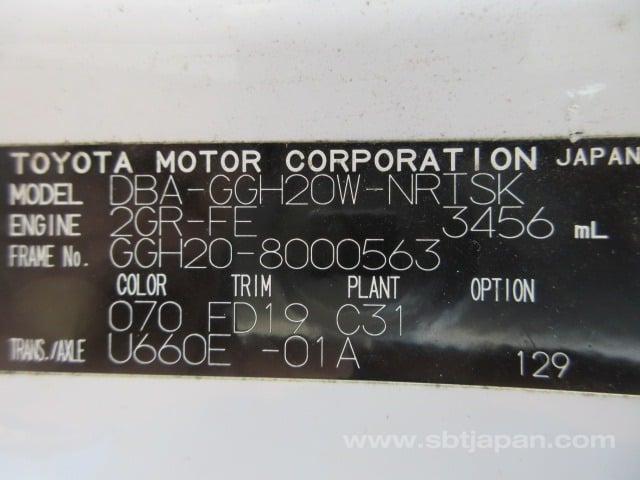 TOYOTA MOTOR CORPORATION JAPAN
MODEL DBA-GGH20W-NRTSK
ENGINE 2GR-FE 3456 mL
FRAME No. GGH20-8000563
COLOR TRIM PLANT OPTION
070 FD19 C31
TRANS./AXLE U660E -01A 129
www.sbtjapan.com